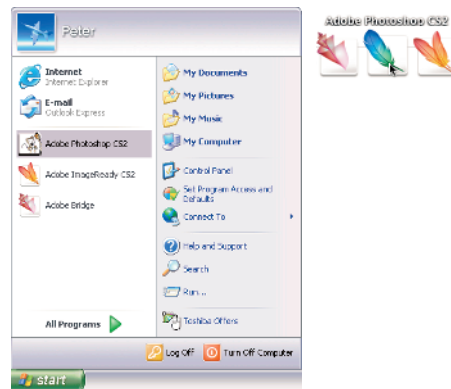 Peter
Internet
Internet Explorer
E-mail
Outlook Express
Adobe Photoshop CS2
Adobe ImageReady CS2
Adobe Bridge
All Programs
My Documents
My Pictures
My Music
My Computer
Control Panel
Set Program Access and
Defaults
Connect To
Help and Support
Search
Run...
Toshiba Offers
Log Off
Turn Off Computer
start
Adobe Photoshop CS2